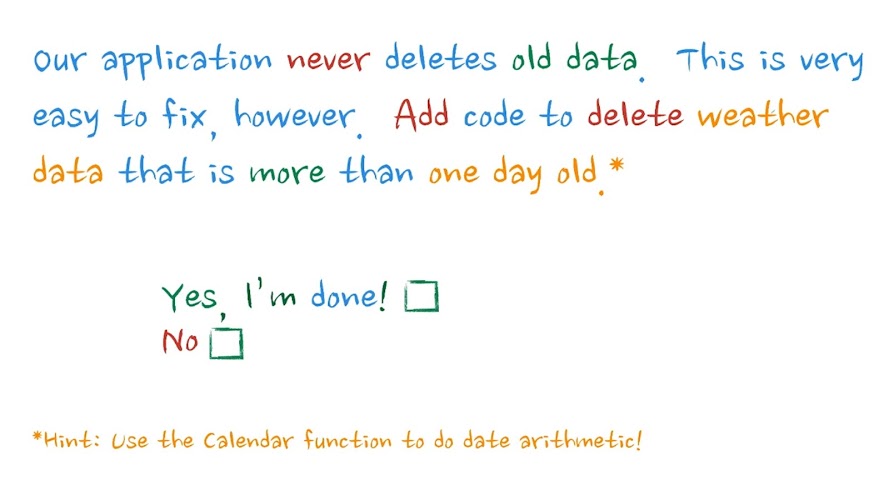 Our application never deletes old data. This is very
easy to fix, however. Add code to delete weather
data that is more than one day old.*
Yes, I'm done!
No
*Hint: Use the Calendar function to do date arithmetic!